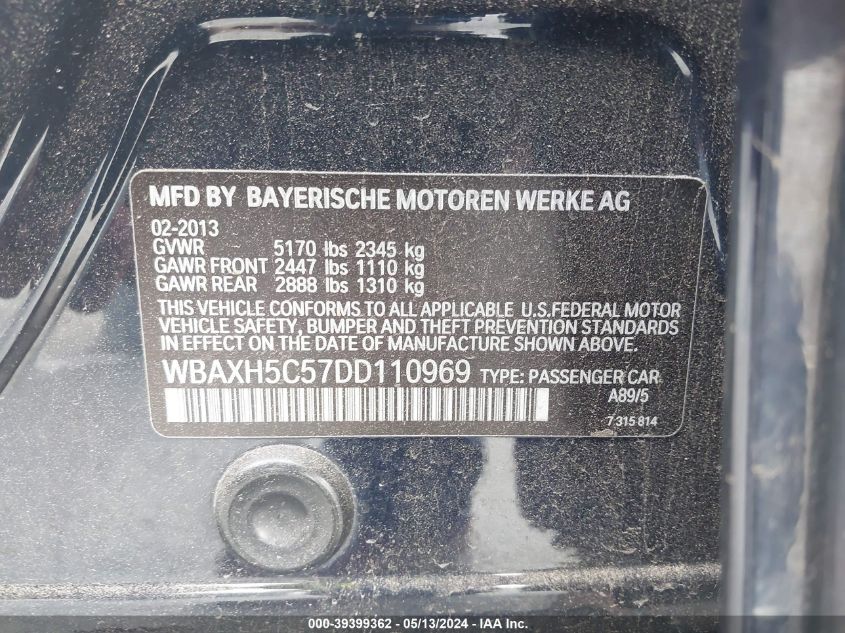 MFD BY BAYERISCHE MOTOREN WERKE AG
02-2013
GVWR 5170 lbs 2345 kg
GAWR FRONT 2447 lbs 1110 kg
GAWR REAR 2888 lbs 1310 kg
THIS VEHICLE CONFORMS TO ALL APPLICABLE U.S.FEDERAL MOTOR
VEHICLE SAFETY, BUMPER AND THEFT PREVENTION STANDARDS
IN EFFECT ON THE DATE OF MANUFACTURE SHOWN ABOVE.
WBAXH5C57DD110969 TYPE: PASSENGER CAR
A89/5
7 315 814
000-39399362 - 05/13/2024 - IAA Inc.